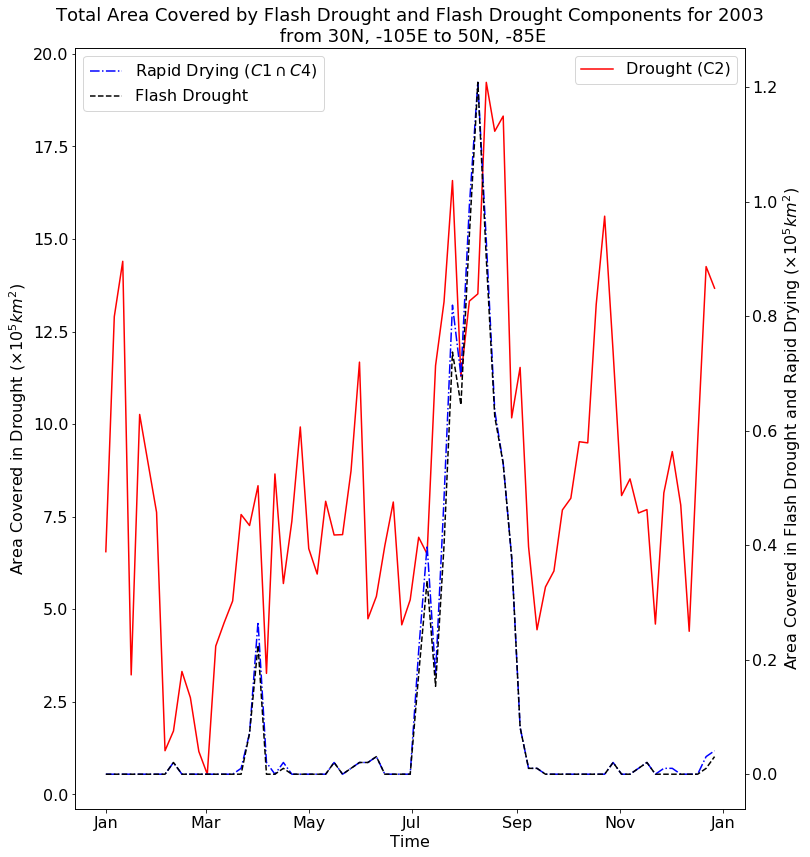 Total Area Covered by Flash Drought and Flash Drought Components for 2003
from 30N, -105E to 50N, -85E
Rapid Drying (C1 ∩ C4)
Flash Drought
Drought (C2)
Area Covered in Drought (×10⁵km²)
20.0
17.5
15.0
12.5
10.0
7.5
5.0
2.5
0.0
1.2
1.0
0.8
0.6
0.4
0.2
0.0
Area Covered in Flash Drought and Rapid Drying (×10⁵km²)
Jan Mar May Jul Sep Nov Jan
Time